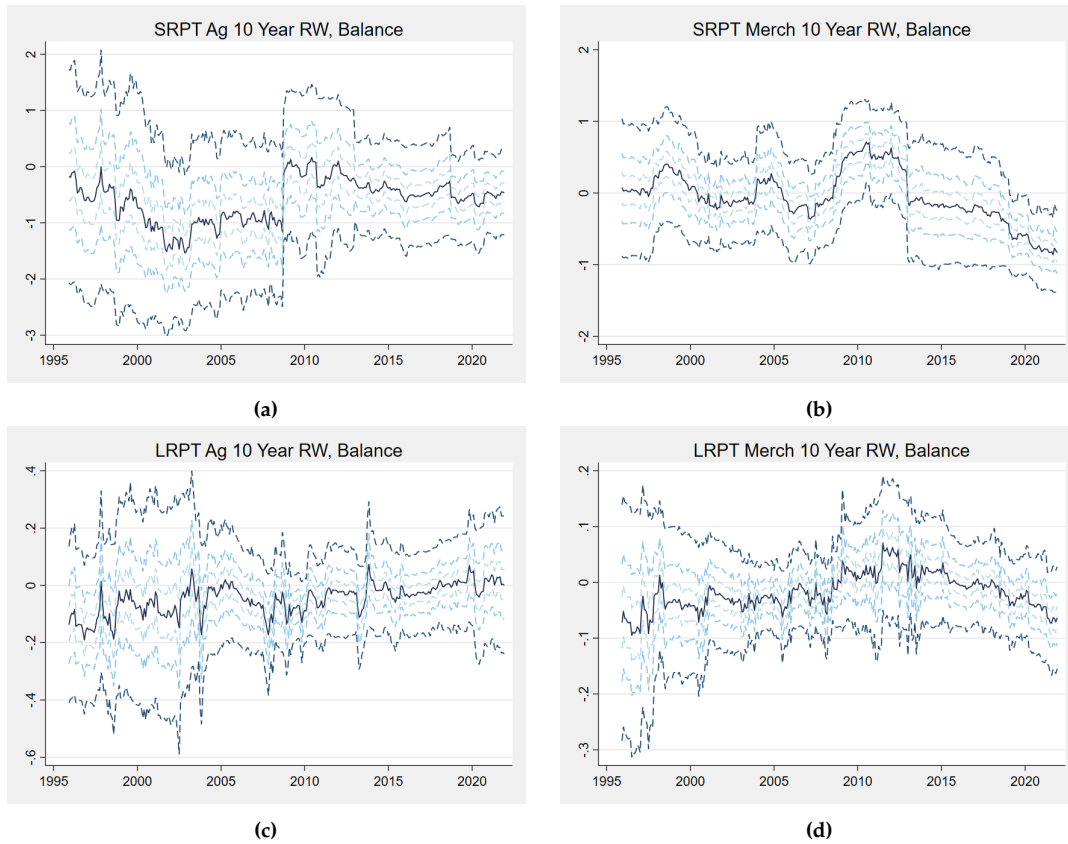 SRPT Ag 10 Year RW, Balance
2
1
0
-1
-2
-3
1995 2000 2005 2010 2015 2020
(a)
SRPT Merch 10 Year RW, Balance
2
1
0
-1
-2
1995 2000 2005 2010 2015 2020
(b)
LRPT Ag 10 Year RW, Balance
.4
.2
0
-.2
-.4
-.6
1995 2000 2005 2010 2015 2020
(c)
LRPT Merch 10 Year RW, Balance
.2
.1
0
-.1
-.2
-.3
1995 2000 2005 2010 2015 2020
(d)